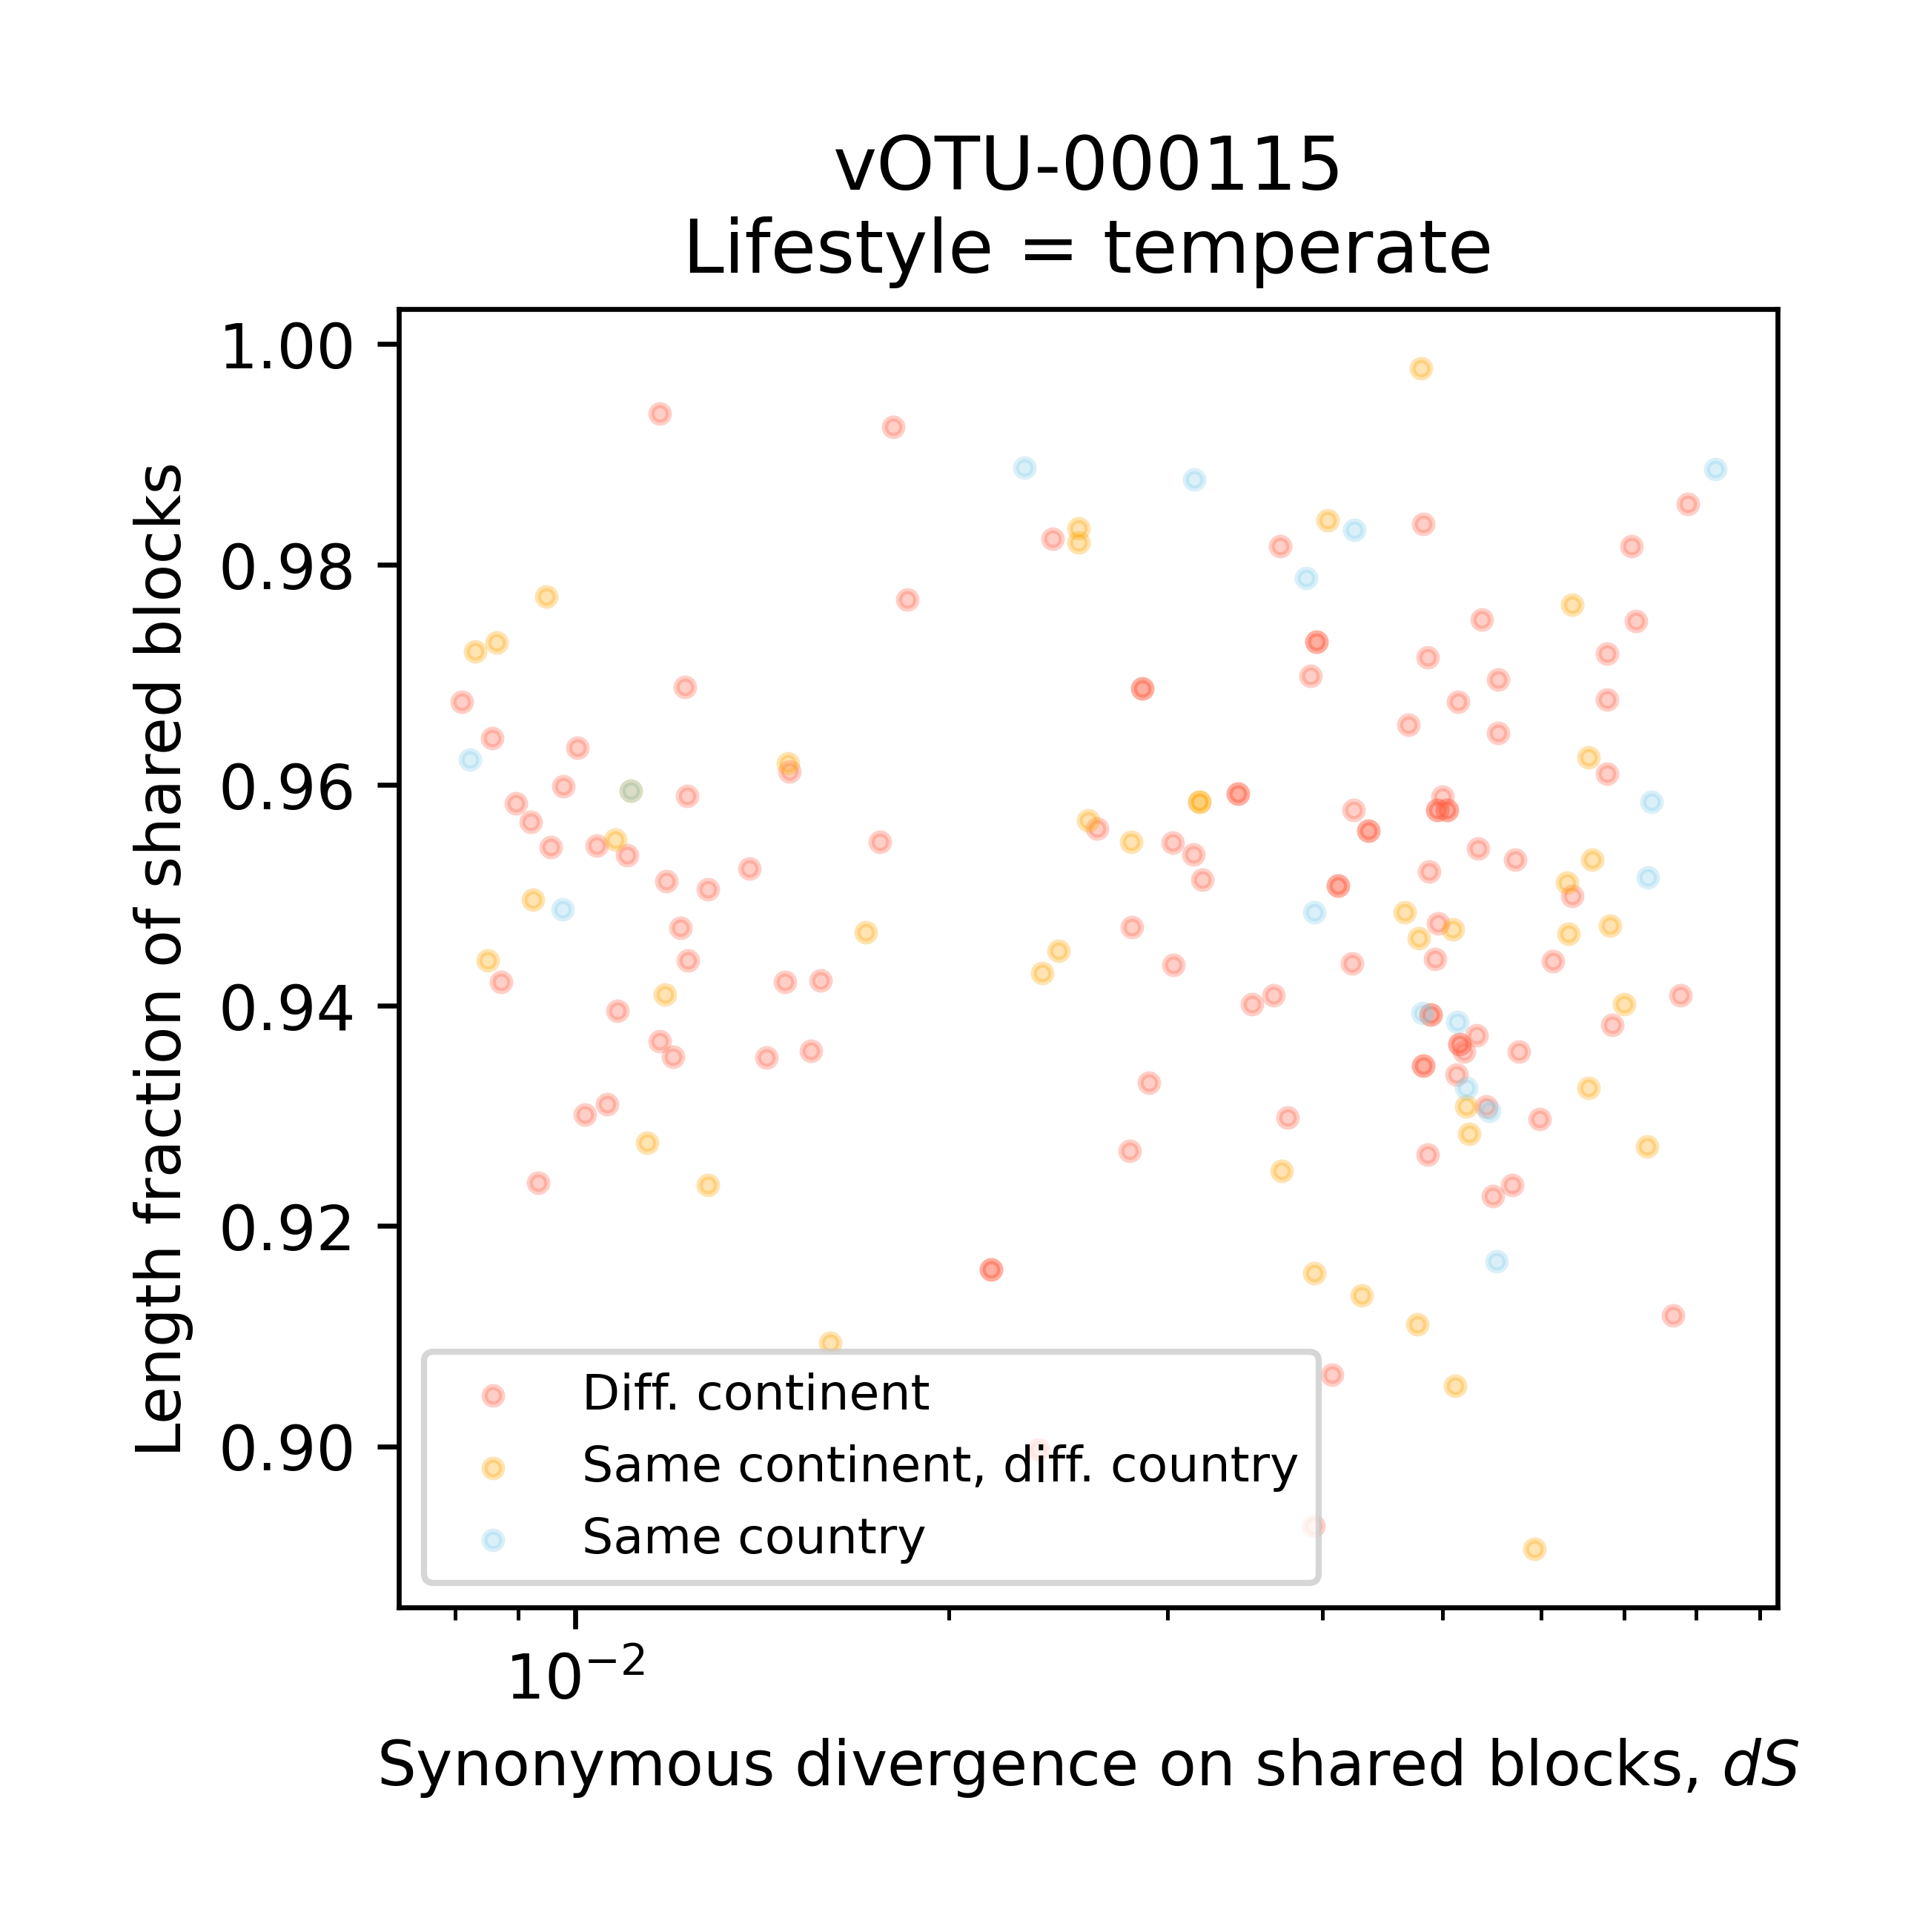 vOTU-000115
Lifestyle = temperate
Length fraction of shared blocks
1.00
0.98
0.96
0.94
0.92
0.90
Diff. continent
Same continent, diff. country
Same country
10⁻²
Synonymous divergence on shared blocks, dS